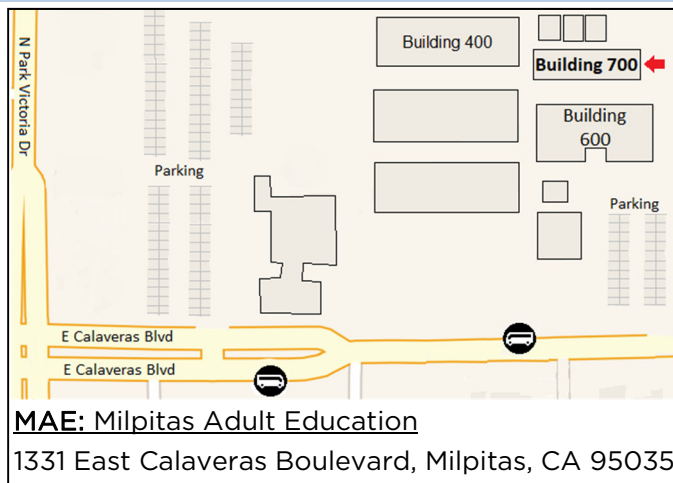 N Park Victoria Dr
Building 400
Building 700
Building
600
Parking
Parking
E Calaveras Blvd
E Calaveras Blvd
MAE: Milpitas Adult Education
1331 East Calaveras Boulevard, Milpitas, CA 95035